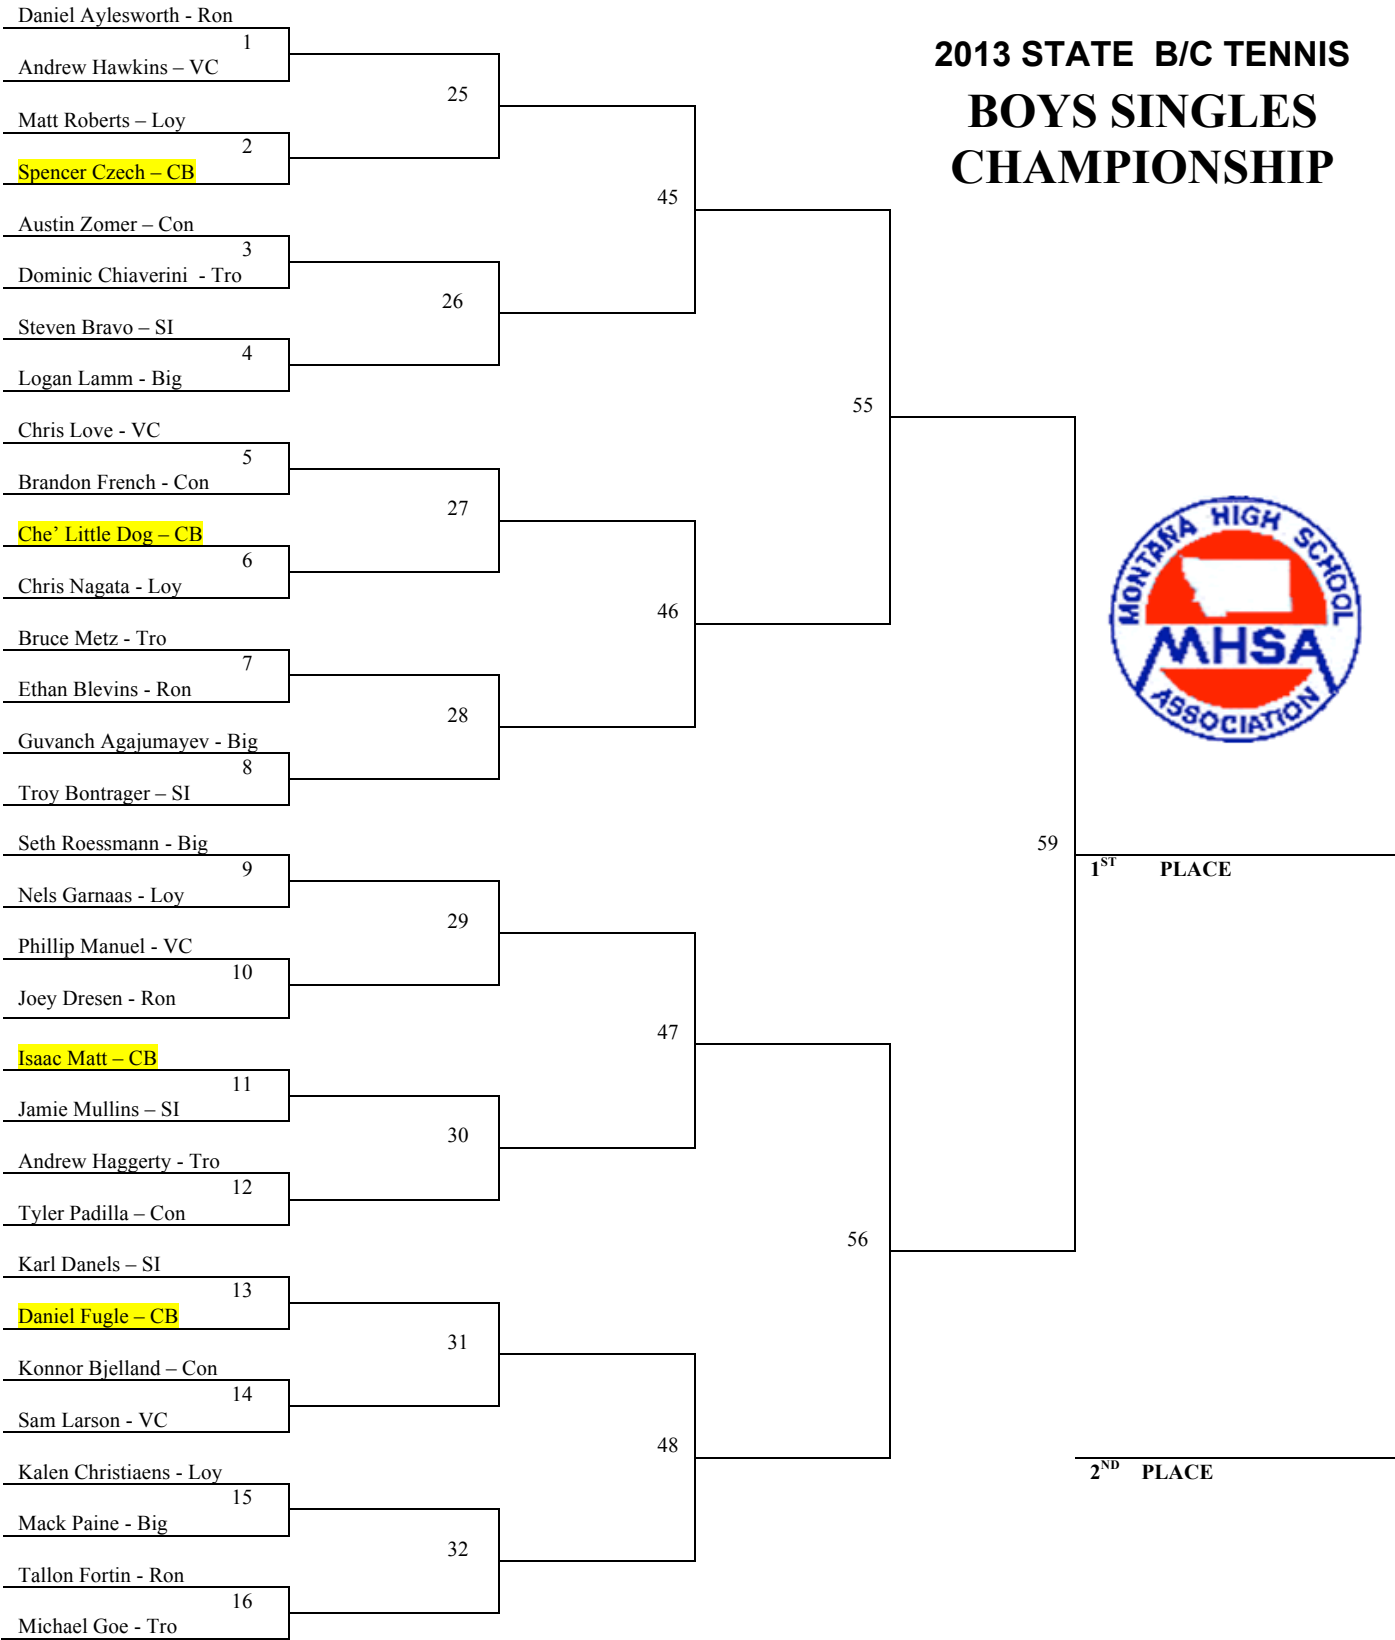 2013 STATE  B/C TENNIS
BOYS SINGLES
CHAMPIONSHIP
Daniel Aylesworth - Ron
1
Andrew Hawkins – VC
25
Matt Roberts – Loy
2
Spencer Czech – CB
45
Austin Zomer – Con
3
Dominic Chiaverini  - Tro
26
Steven Bravo – SI
4
Logan Lamm - Big
55
Chris Love - VC
5
Brandon French - Con
27
Che’ Little Dog – CB
6
Chris Nagata - Loy
46
Bruce Metz - Tro
7
Ethan Blevins - Ron
28
Guvanch Agajumayev - Big
8
Troy Bontrager – SI
MONTANA HIGH SCHOOL
MHSA
ASSOCIATION
59
1ST PLACE
Seth Roessmann - Big
9
Nels Garnaas - Loy
29
Phillip Manuel - VC
10
Joey Dresen - Ron
47
Isaac Matt – CB
11
Jamie Mullins – SI
30
Andrew Haggerty - Tro
12
Tyler Padilla – Con
56
Karl Danels – SI
13
Daniel Fugle – CB
31
Konnor Bjelland – Con
14
Sam Larson - VC
48
Kalen Christiaens - Loy
15
Mack Paine - Big
32
Tallon Fortin - Ron
16
Michael Goe - Tro
2ND PLACE